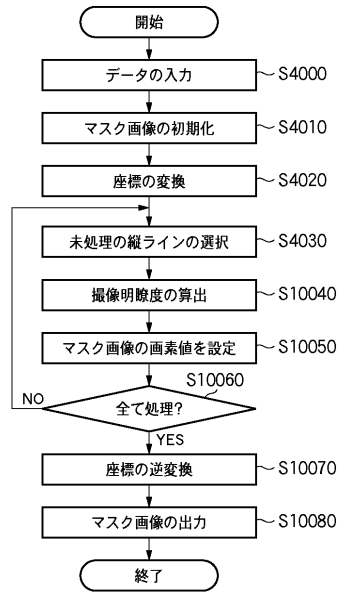 開始
データの入力 S4000
マスク画像の初期化 S4010
座標の変換 S4020
未処理の縦ラインの選択 S4030
撮像明瞭度の算出 S10040
マスク画像の画素値を設定 S10050
S10060
NO 全て処理?
YES
座標の逆変換 S10070
マスク画像の出力 S10080
終了